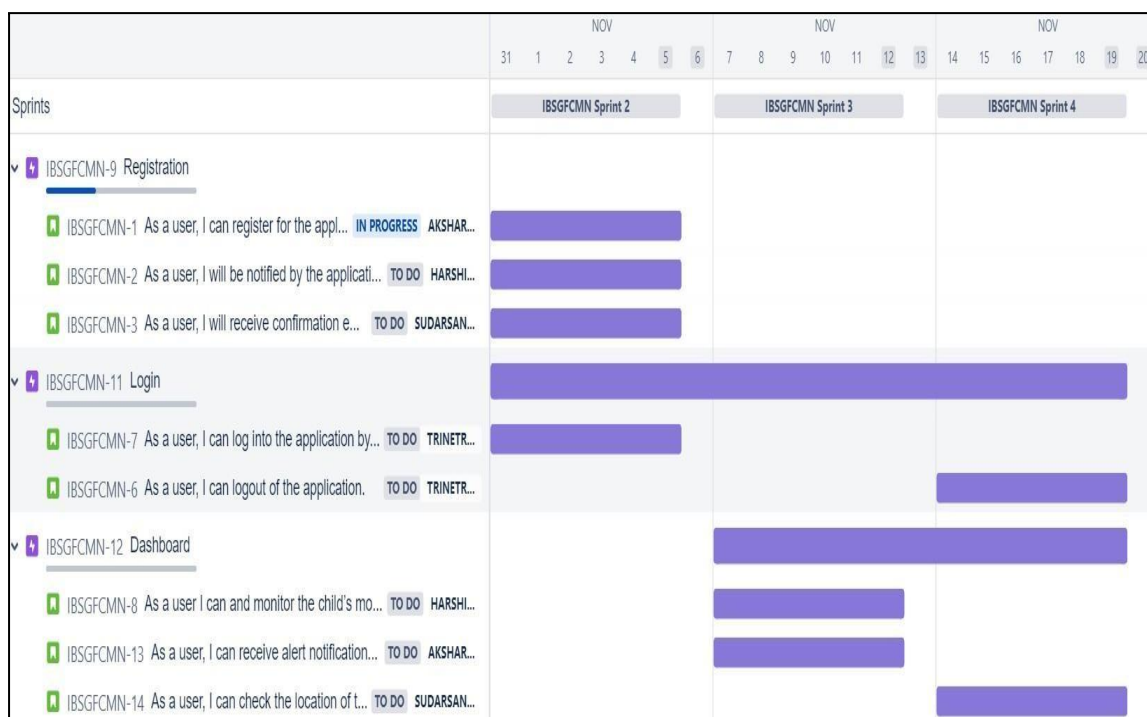 NOV NOV NOV
31 1 2 3 4 5 6 7 8 9 10 11 12 13 14 15 16 17 18 19 20
Sprints IBSGFCMN Sprint 2 IBSGFCMN Sprint 3 IBSGFCMN Sprint 4
IBSGFCMN-9 Registration
IBSGFCMN-1 As a user, I can register for the appl... IN PROGRESS AKSHAR...
IBSGFCMN-2 As a user, I will be notified by the applicati... TO DO HARSHI...
IBSGFCMN-3 As a user, I will receive confirmation e... TO DO SUDARSAN...
IBSGFCMN-11 Login
IBSGFCMN-7 As a user, I can log into the application by... TO DO TRINETR...
IBSGFCMN-6 As a user, I can logout of the application. TO DO TRINETR...
IBSGFCMN-12 Dashboard
IBSGFCMN-8 As a user I can and monitor the child's mo... TO DO HARSHI...
IBSGFCMN-13 As a user, I can receive alert notification... TO DO AKSHAR...
IBSGFCMN-14 As a user, I can check the location of t... TO DO SUDARSAN...